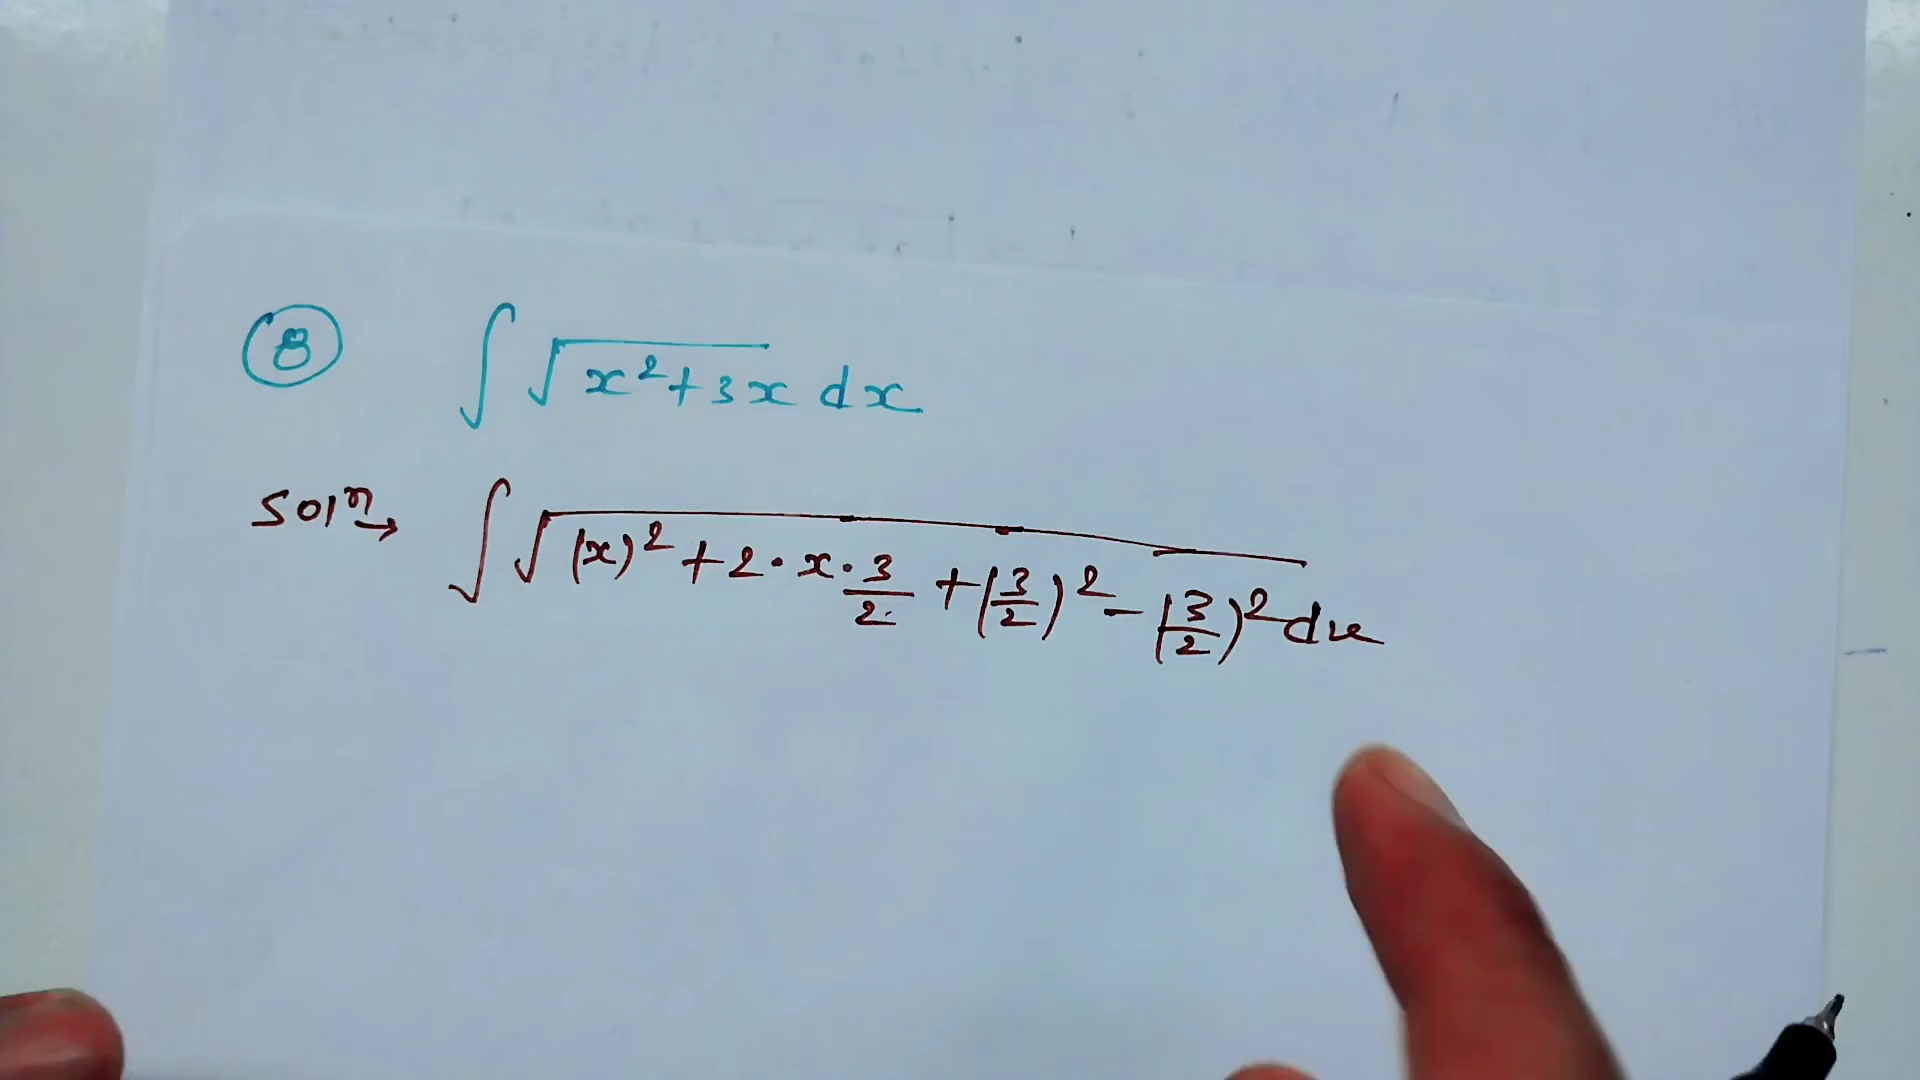 8 ∫ √(x²+3x) dx
Solⁿ→ ∫ √((x)² + 2·x·3/2 + (3/2)² - (3/2)²) dx